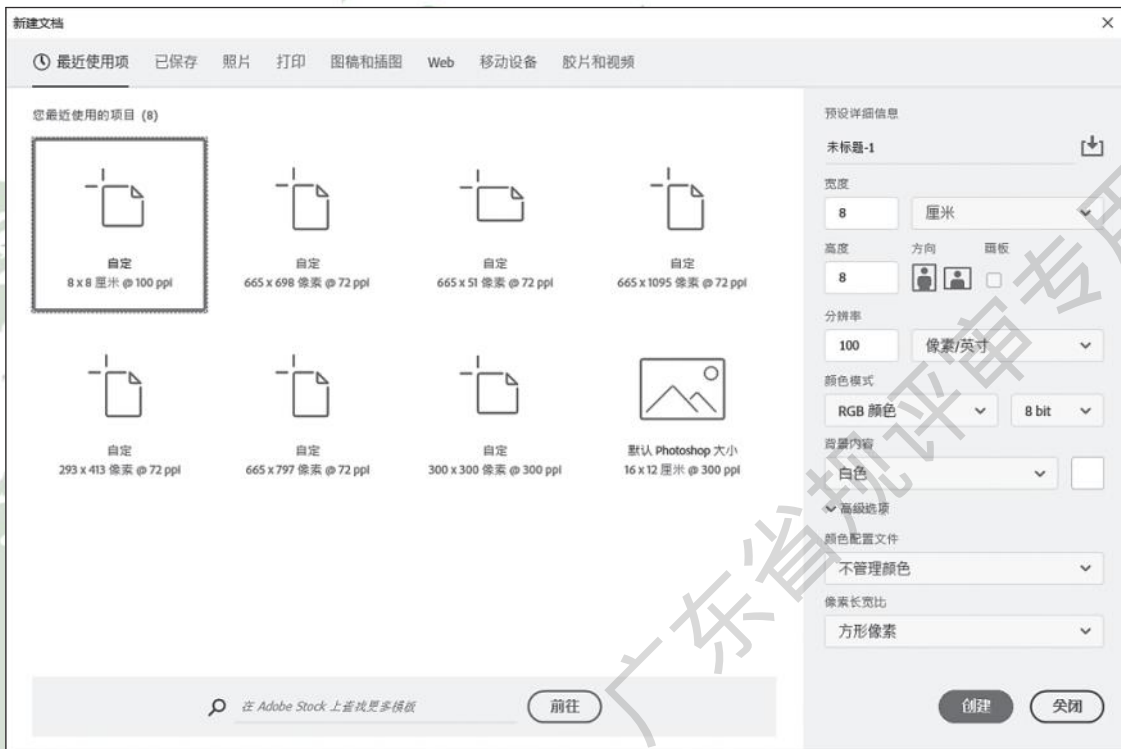 新建文档
最近使用项 已保存 照片 打印 图稿和插图 Web 移动设备 胶片和视频
您最近使用的项目 (8)
自定
8 x 8 厘米 @ 100 ppi
自定
665 x 698 像素 @ 72 ppi
自定
665 x 51 像素 @ 72 ppi
自定
665 x 1095 像素 @ 72 ppi
自定
293 x 413 像素 @ 72 ppi
自定
665 x 797 像素 @ 72 ppi
自定
300 x 300 像素 @ 300 ppi
默认 Photoshop 大小
16 x 12 厘米 @ 300 ppi
在 Adobe Stock 上查找更多模板
前往
预设详细信息
未标题-1
宽度
8 厘米
高度 方向 画板
8
分辨率
100 像素/英寸
颜色模式
RGB 颜色 8 bit
背景内容
白色
高级选项
颜色配置文件
不管理颜色
像素长宽比
方形像素
创建 关闭
广东省规评审专用